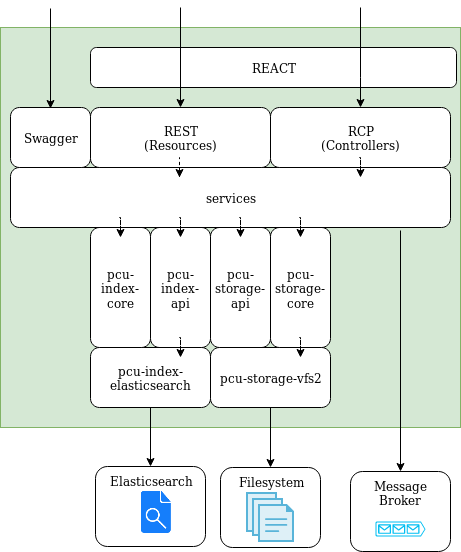 REACT
Swagger
REST
(Resources)
RCP
(Controllers)
services
pcu-
index-
core
pcu-
index-
api
pcu-
storage-
api
pcu-
storage-
core
pcu-index-
elasticsearch
pcu-storage-vfs2
Elasticsearch
Filesystem
Message
Broker